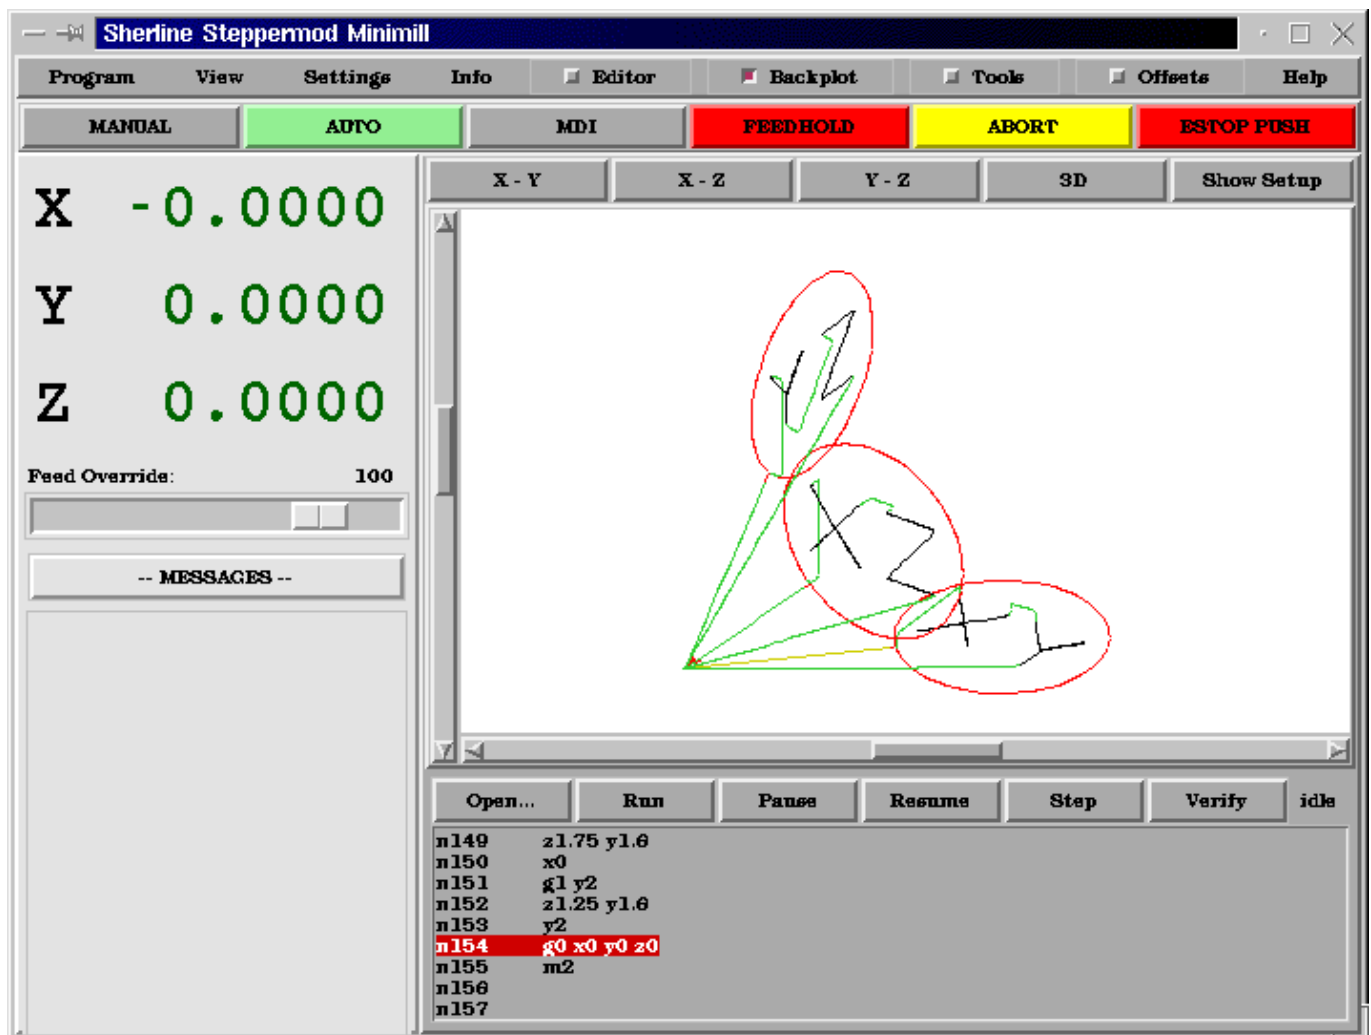 Sherline Steppermod Minimill
Program View Settings Info Editor Backplot Tools Offsets Help
MANUAL AUTO MDI FEEDHOLD ABORT ESTOP PUSH
X - Y X - Z Y - Z 3D Show Setup
X -0.0000
Y 0.0000
Z 0.0000
Feed Override: 100
-- MESSAGES --
Y Z
X Z
X Y
Open... Run Pause Resume Step Verify idle
n149 z1.75 y1.6
n150 x0
n151 g1 y2
n152 z1.25 y1.6
n153 y2
n154 g0 x0 y0 z0
n155 m2
n156
n157